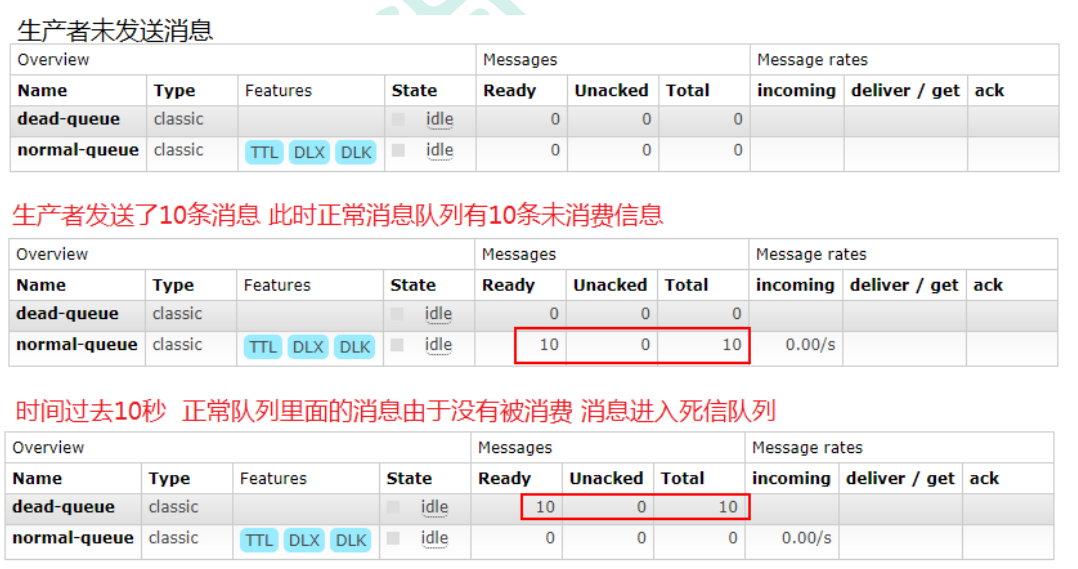 生产者未发送消息
Overview Messages Message rates
Name Type Features State Ready Unacked Total incoming deliver / get ack
dead-queue classic idle 0 0 0
normal-queue classic TTL DLX DLK idle 0 0 0
生产者发送了10条消息 此时正常消息队列有10条未消费信息
Overview Messages Message rates
Name Type Features State Ready Unacked Total incoming deliver / get ack
dead-queue classic idle 0 0 0
normal-queue classic TTL DLX DLK idle 10 0 10 0.00/s
时间过去10秒 正常队列里面的消息由于没有被消费 消息进入死信队列
Overview Messages Message rates
Name Type Features State Ready Unacked Total incoming deliver / get ack
dead-queue classic idle 10 0 10
normal-queue classic TTL DLX DLK idle 0 0 0 0.00/s